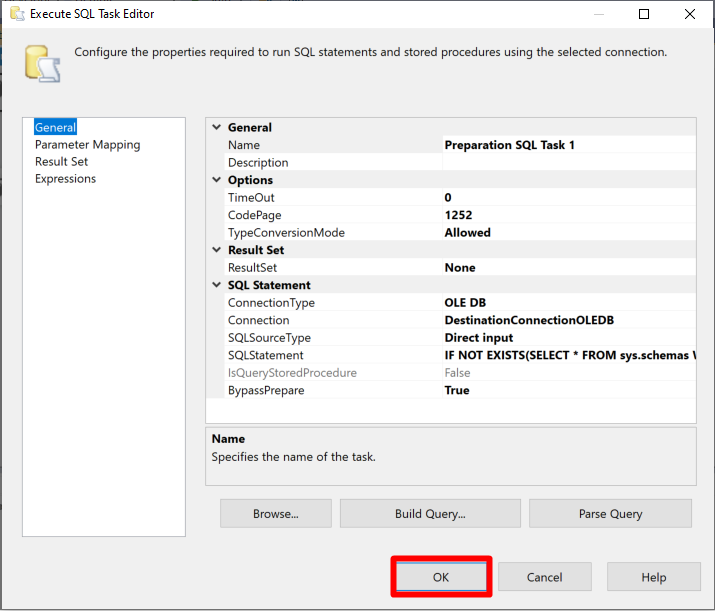 Execute SQL Task Editor
Configure the properties required to run SQL statements and stored procedures using the selected connection.
General
Parameter Mapping
Result Set
Expressions
General
Name Preparation SQL Task 1
Description
Options
TimeOut 0
CodePage 1252
TypeConversionMode Allowed
Result Set
ResultSet None
SQL Statement
ConnectionType OLE DB
Connection DestinationConnectionOLEDB
SQLSourceType Direct input
SQLStatement IF NOT EXISTS(SELECT * FROM sys.schemas
IsQueryStoredProcedure False
BypassPrepare True
Name
Specifies the name of the task.
Browse... Build Query... Parse Query
OK Cancel Help